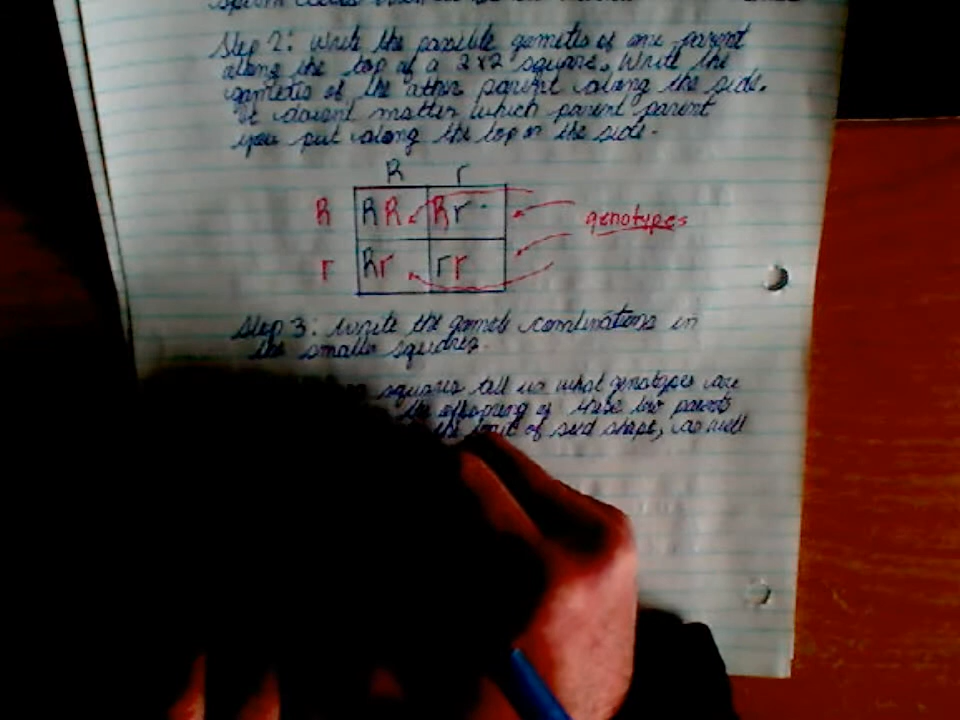 Step 2: Write the possible gametes of one parent
along the top of a 2x2 square. Write the
gametes of the other parent along the side.
It doesnt matter which parent parent
you put along the top or the side.
R r
R RR Rr genotypes
r Rr rr
Step 3: Write the gamete combinations in
the smaller squares.
squares tell us what genotypes are
the offspring of these two parents
the trait of seed shape, as well